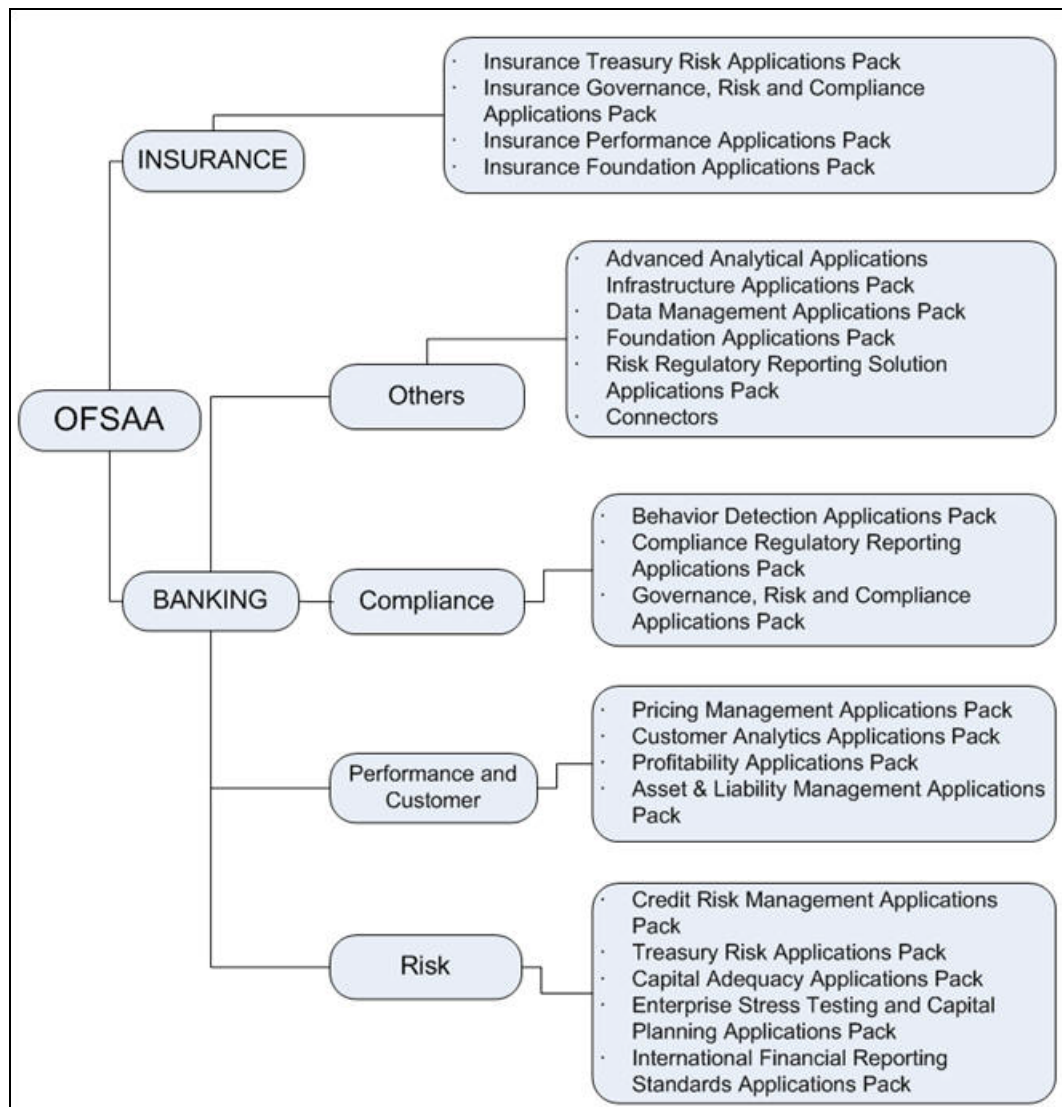 · Insurance Treasury Risk Applications Pack
· Insurance Governance, Risk and Compliance
Applications Pack
· Insurance Performance Applications Pack
· Insurance Foundation Applications Pack
INSURANCE
· Advanced Analytical Applications
Infrastructure Applications Pack
· Data Management Applications Pack
· Foundation Applications Pack
· Risk Regulatory Reporting Solution
Applications Pack
· Connectors
Others
OFSAA
· Behavior Detection Applications Pack
· Compliance Regulatory Reporting
Applications Pack
· Governance, Risk and Compliance
Applications Pack
BANKING
Compliance
· Pricing Management Applications Pack
· Customer Analytics Applications Pack
· Profitability Applications Pack
· Asset & Liability Management Applications
Pack
Performance and
Customer
· Credit Risk Management Applications
Pack
· Treasury Risk Applications Pack
· Capital Adequacy Applications Pack
· Enterprise Stress Testing and Capital
Planning Applications Pack
· International Financial Reporting
Standards Applications Pack
Risk